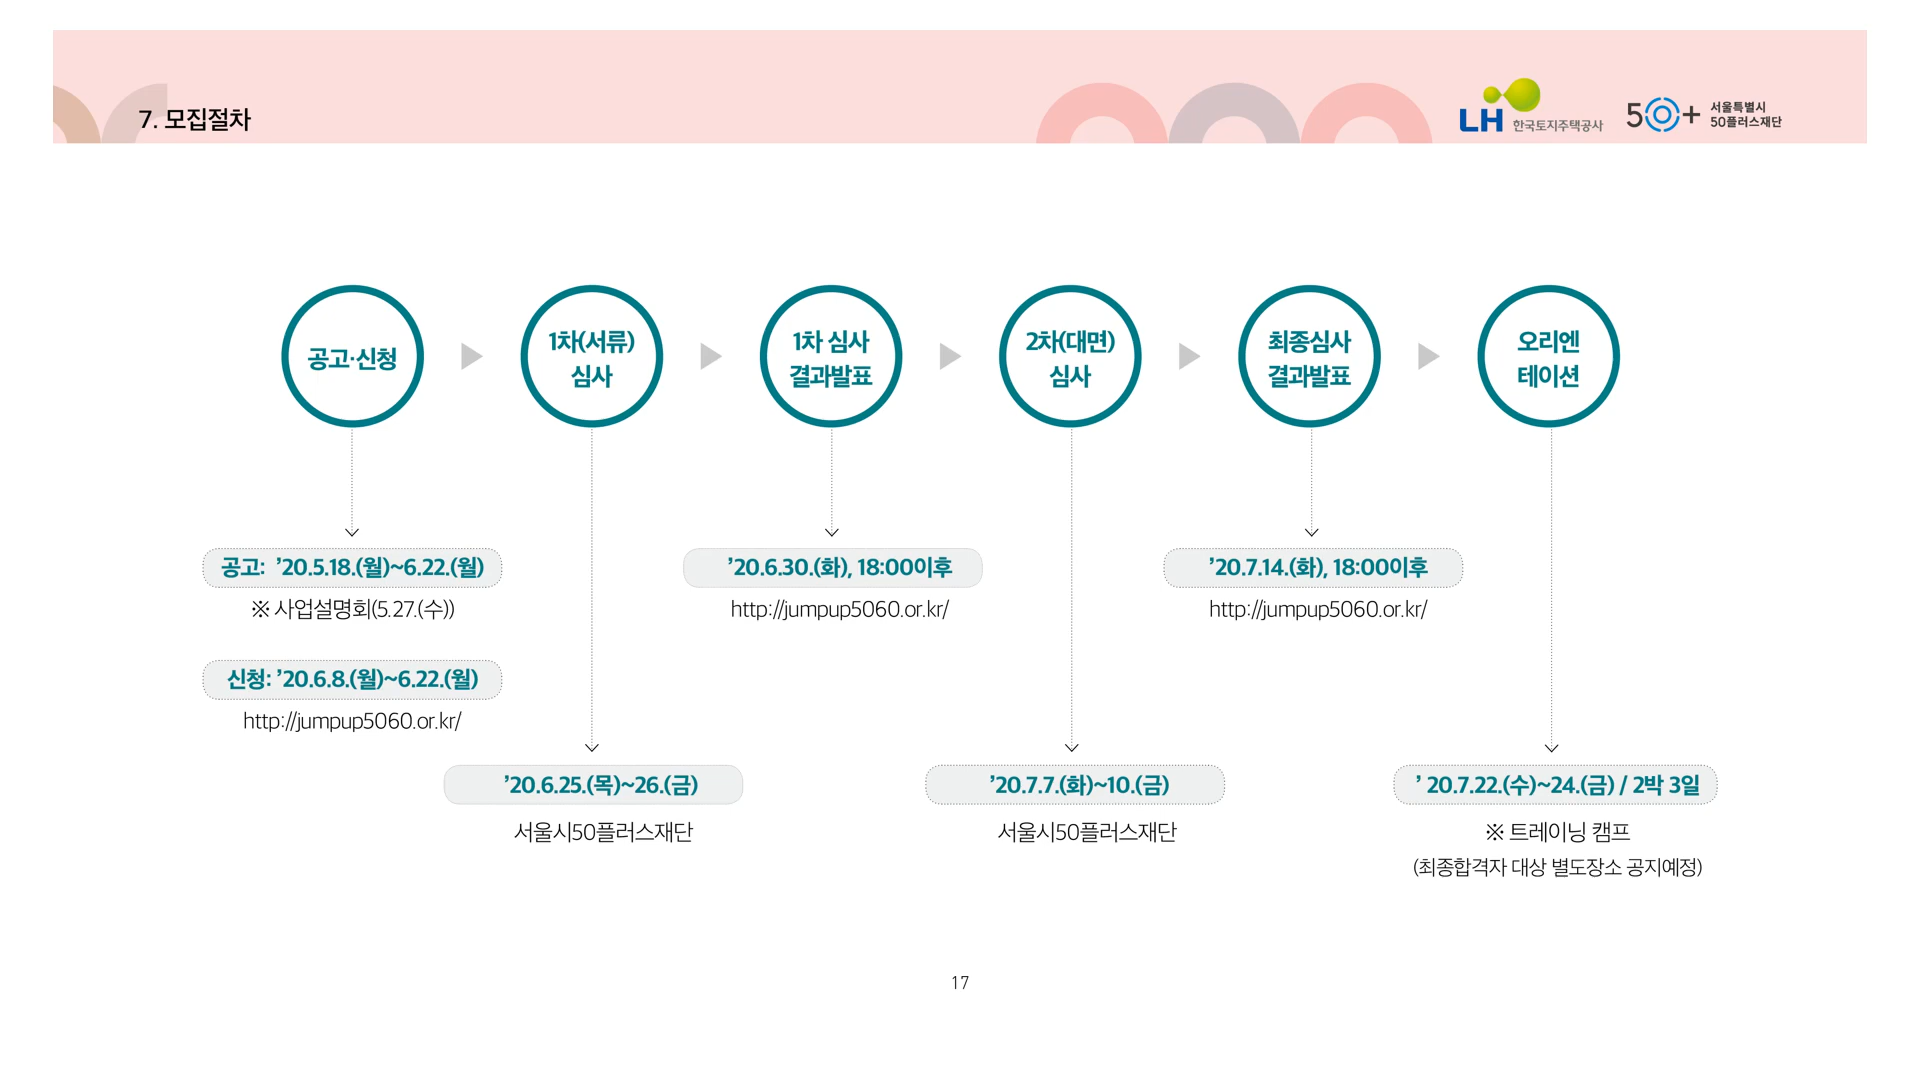 7. 모집절차
LH 한국토지주택공사
50+ 서울특별시
50플러스재단
공고·신청
1차(서류)
심사
1차 심사
결과발표
2차(대면)
심사
최종심사
결과발표
오리엔
테이션
공고: ’20.5.18.(월)~6.22.(월)
※ 사업설명회(5.27.(수))
신청: ’20.6.8.(월)~6.22.(월)
http://jumpup5060.or.kr/
’20.6.25.(목)~26.(금)
서울시50플러스재단
’20.6.30.(화), 18:00이후
http://jumpup5060.or.kr/
’20.7.7.(화)~10.(금)
서울시50플러스재단
’20.7.14.(화), 18:00이후
http://jumpup5060.or.kr/
’ 20.7.22.(수)~24.(금) / 2박 3일
※ 트레이닝 캠프
(최종합격자 대상 별도장소 공지예정)
17